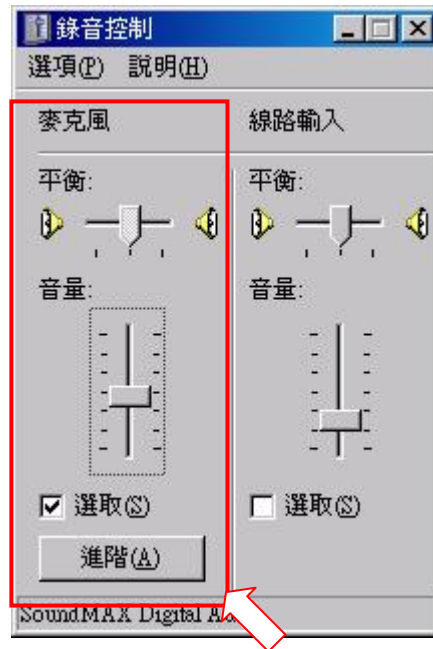 錄音控制
選項(P) 說明(H)
麥克風
平衡:
音量:
選取(S)
進階(A)
線路輸入
平衡:
音量:
選取(S)
SoundMAX Digital